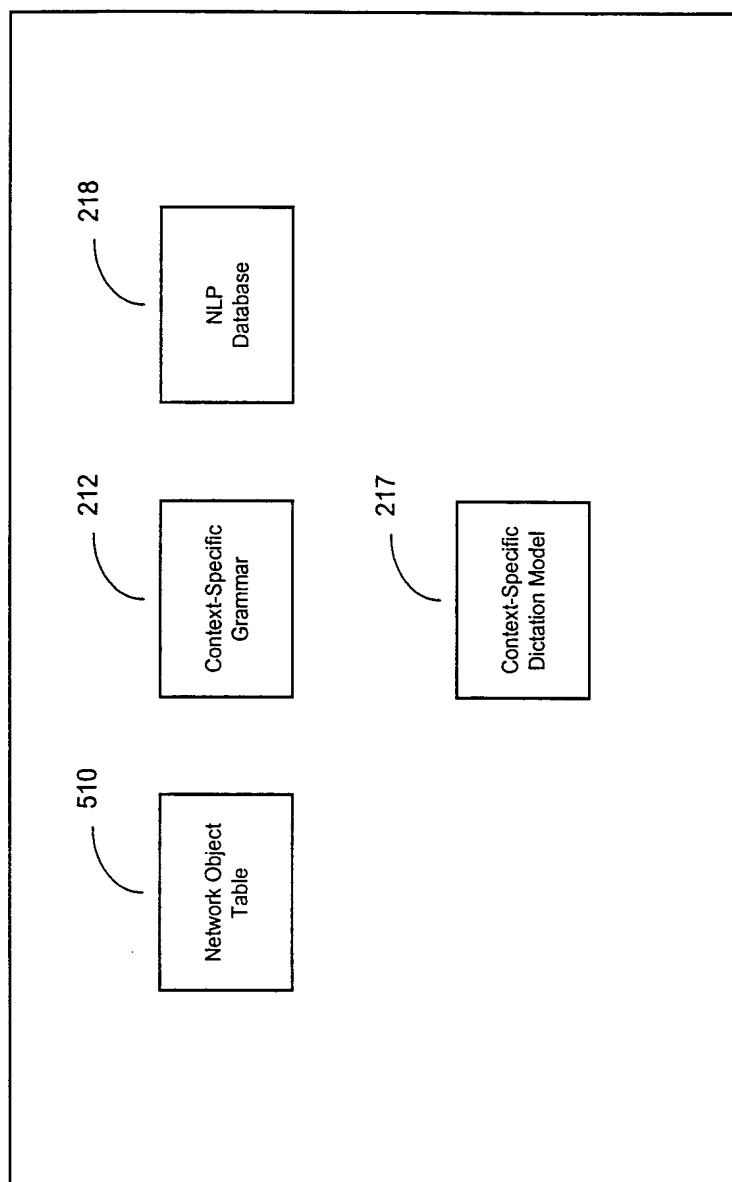 510
Network Object
Table
212
Context-Specific
Grammar
218
NLP
Database
217
Context-Specific
Dictation Model